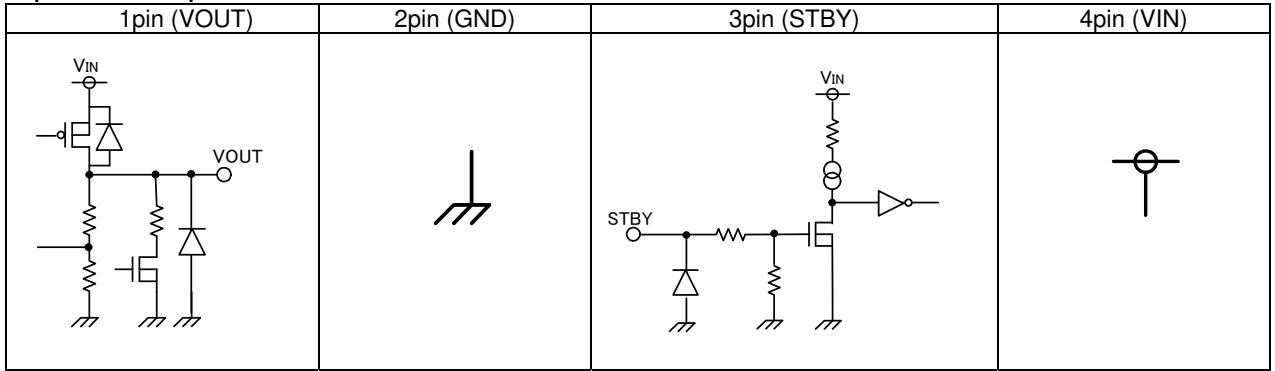 1pin (VOUT) 2pin (GND) 3pin (STBY) 4pin (VIN)
VIN
VOUT
VIN
STBY